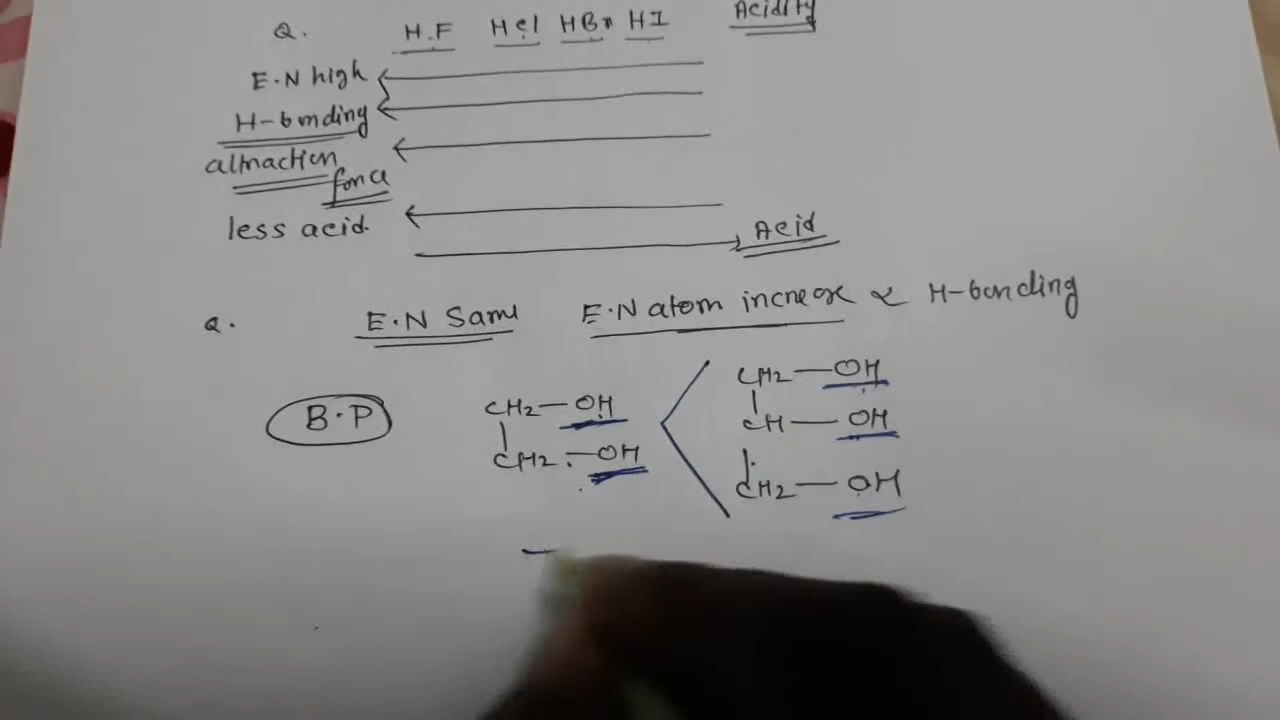 Q. H.F HCl HBr HI Acidity
E.N high
H-bonding
attraction
force
less acid.
Acid
Q. E.N Same E.N atom increase ∝ H-bonding
B.P
CH2—OH < CH2—OH
CH2.—OH CH—OH
CH2—OH